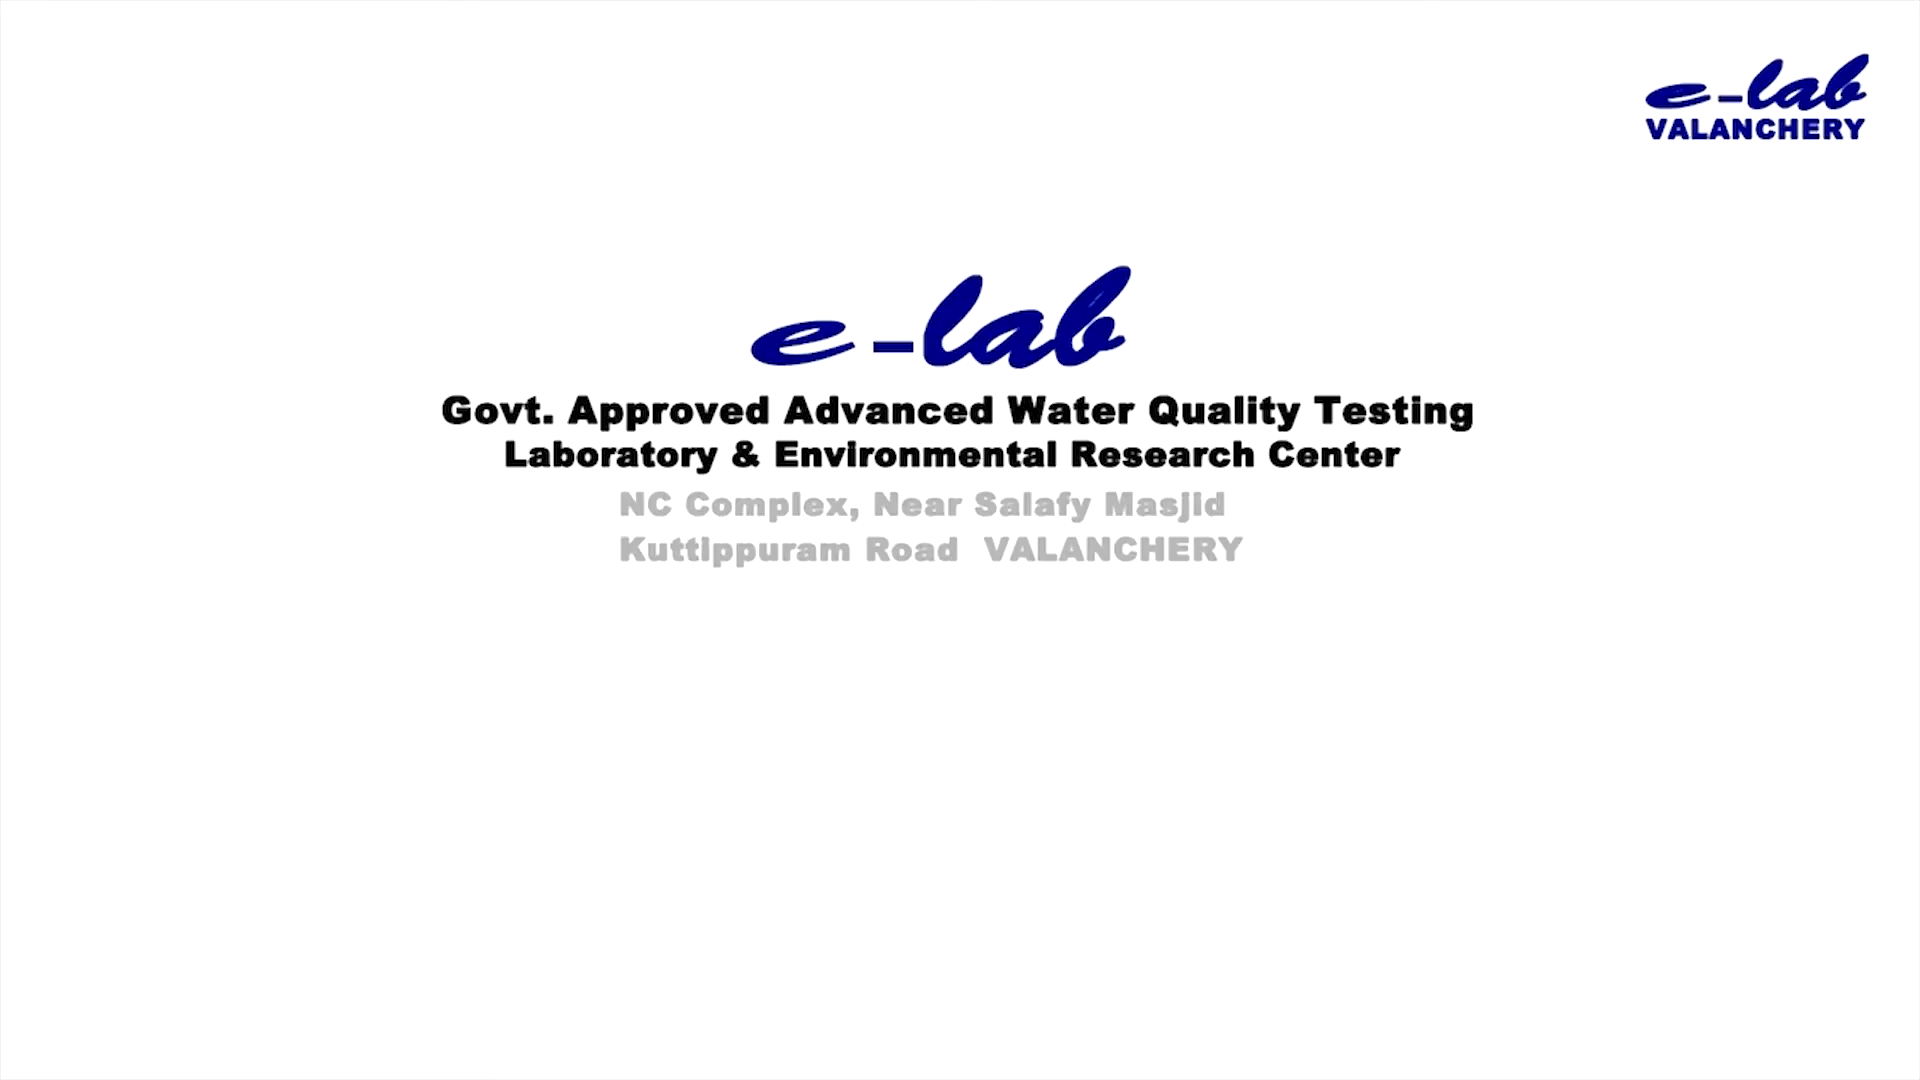 e-lab
VALANCHERY
e-lab
Govt. Approved Advanced Water Quality Testing
Laboratory & Environmental Research Center
NC Complex, Near Salafy Masjid
Kuttippuram Road VALANCHERY